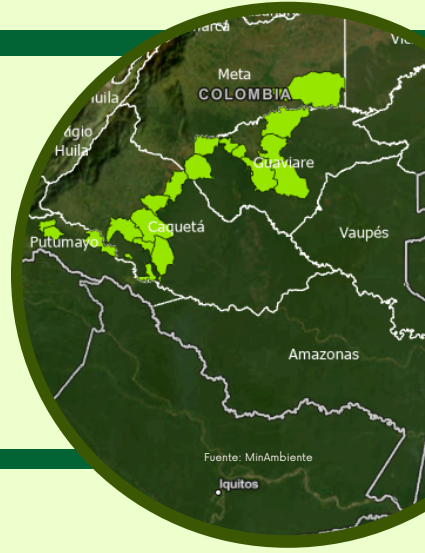 Meta
COLOMBIA
Huila
Guaviare
Caquetá
Putumayo
Vaupés
Amazonas
Fuente: MinAmbiente
Iquitos